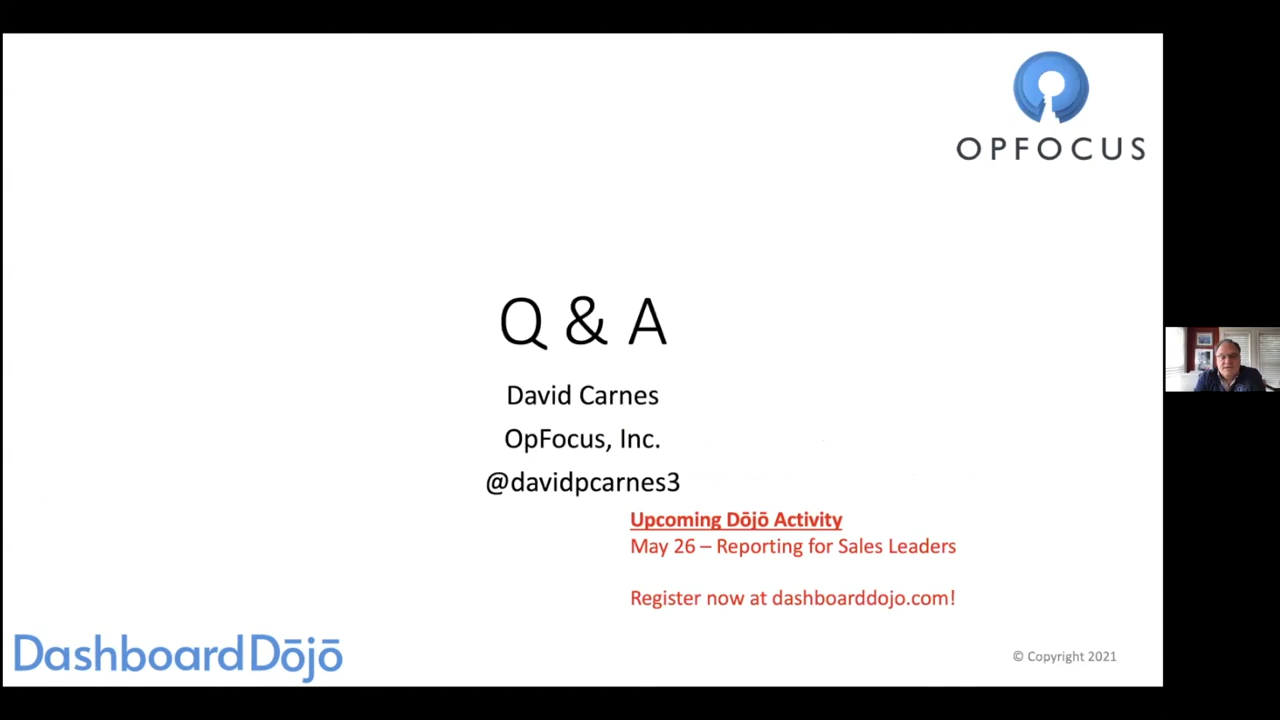 OPFOCUS
Q & A
David Carnes
OpFocus, Inc.
@davidpcarnes3
Upcoming Dōjō Activity
May 26 – Reporting for Sales Leaders
Register now at dashboarddojo.com!
DashboardDōjō
© Copyright 2021